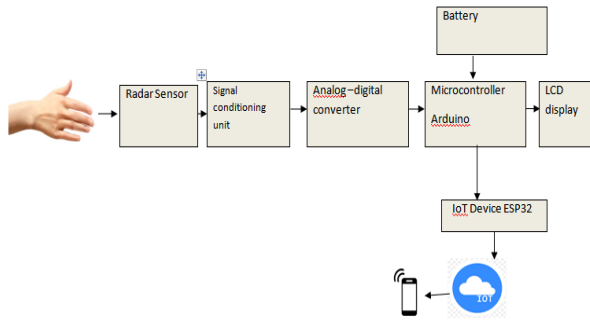 Battery
Radar Sensor
Signal
conditioning
unit
Analog–digital
converter
Microcontroller
Arduino
LCD
display
IoT Device ESP32
IoT